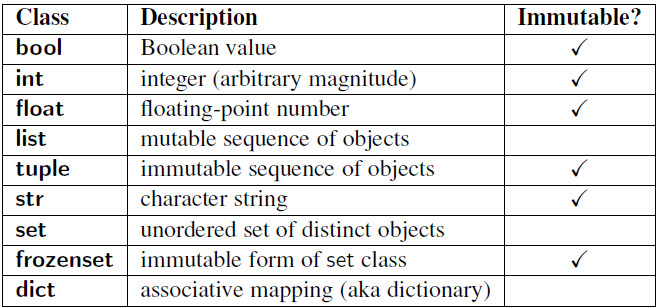 Class Description Immutable?
bool Boolean value ✓
int integer (arbitrary magnitude) ✓
float floating-point number ✓
list mutable sequence of objects
tuple immutable sequence of objects ✓
str character string ✓
set unordered set of distinct objects
frozenset immutable form of set class ✓
dict associative mapping (aka dictionary)